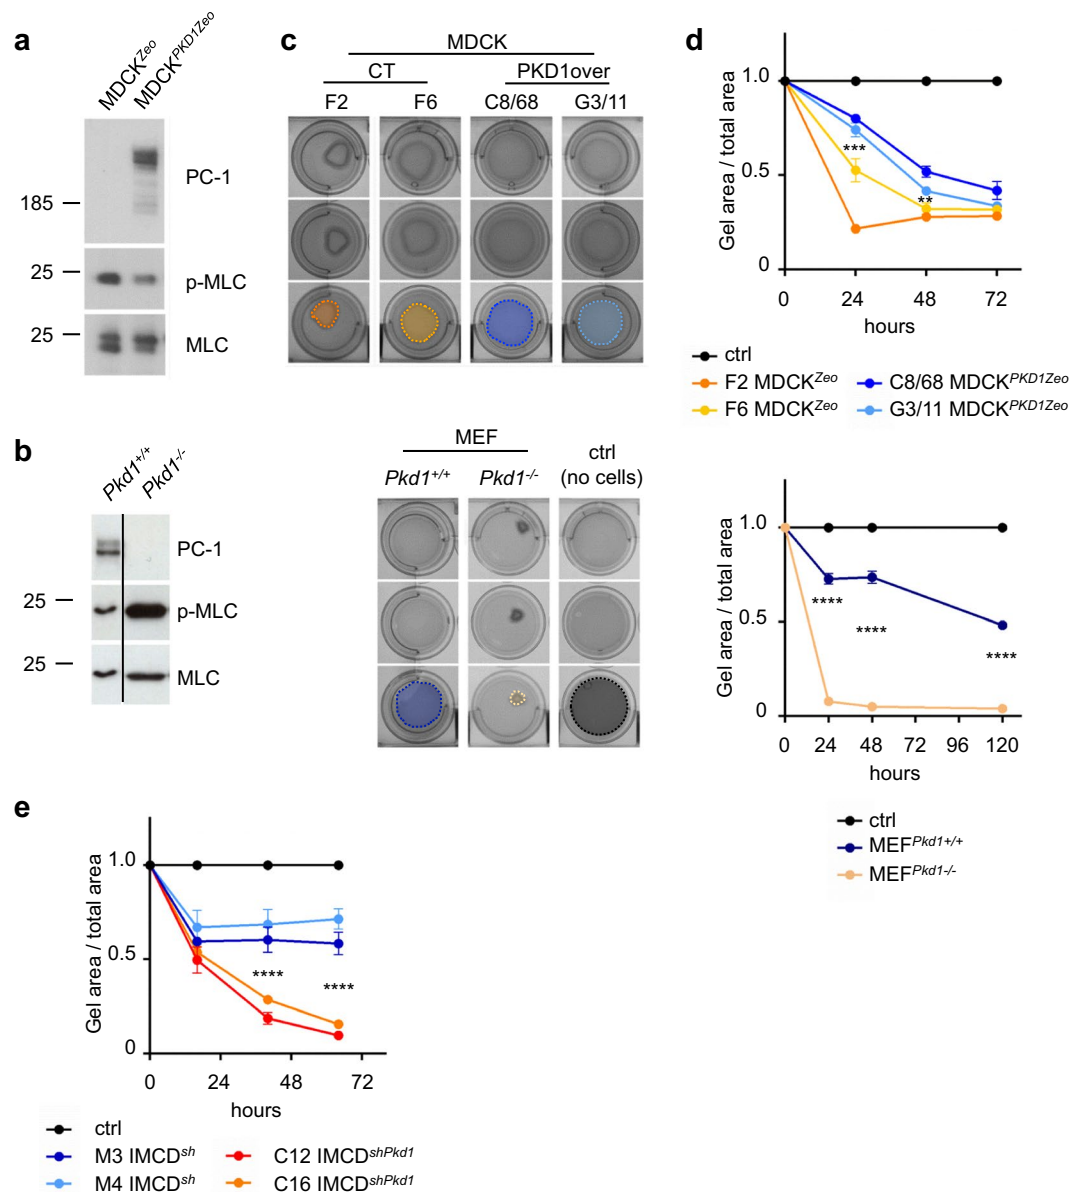 a
MDCK^Zeo
MDCK^PKD1Zeo
PC-1
185
25
p-MLC
25
MLC
b
Pkd1+/+
Pkd1-/-
PC-1
25
p-MLC
25
MLC
c
MDCK
CT PKD1over
F2 F6 C8/68 G3/11
MEF
Pkd1+/+ Pkd1-/-
ctrl
(no cells)
d
Gel area / total area
1.0
0.5
0
***
**
0 24 48 72
hours
ctrl
F2 MDCK^Zeo C8/68 MDCK^PKD1Zeo
F6 MDCK^Zeo G3/11 MDCK^PKD1Zeo
Gel area / total area
1.0
0.5
0
****
****
****
0 24 48 72 96 120
hours
ctrl
MEF^Pkd1+/+
MEF^Pkd1-/-
e
Gel area / total area
1.0
0.5
0
****
****
0 24 48 72
hours
ctrl
M3 IMCD^sh C12 IMCD^shPkd1
M4 IMCD^sh C16 IMCD^shPkd1